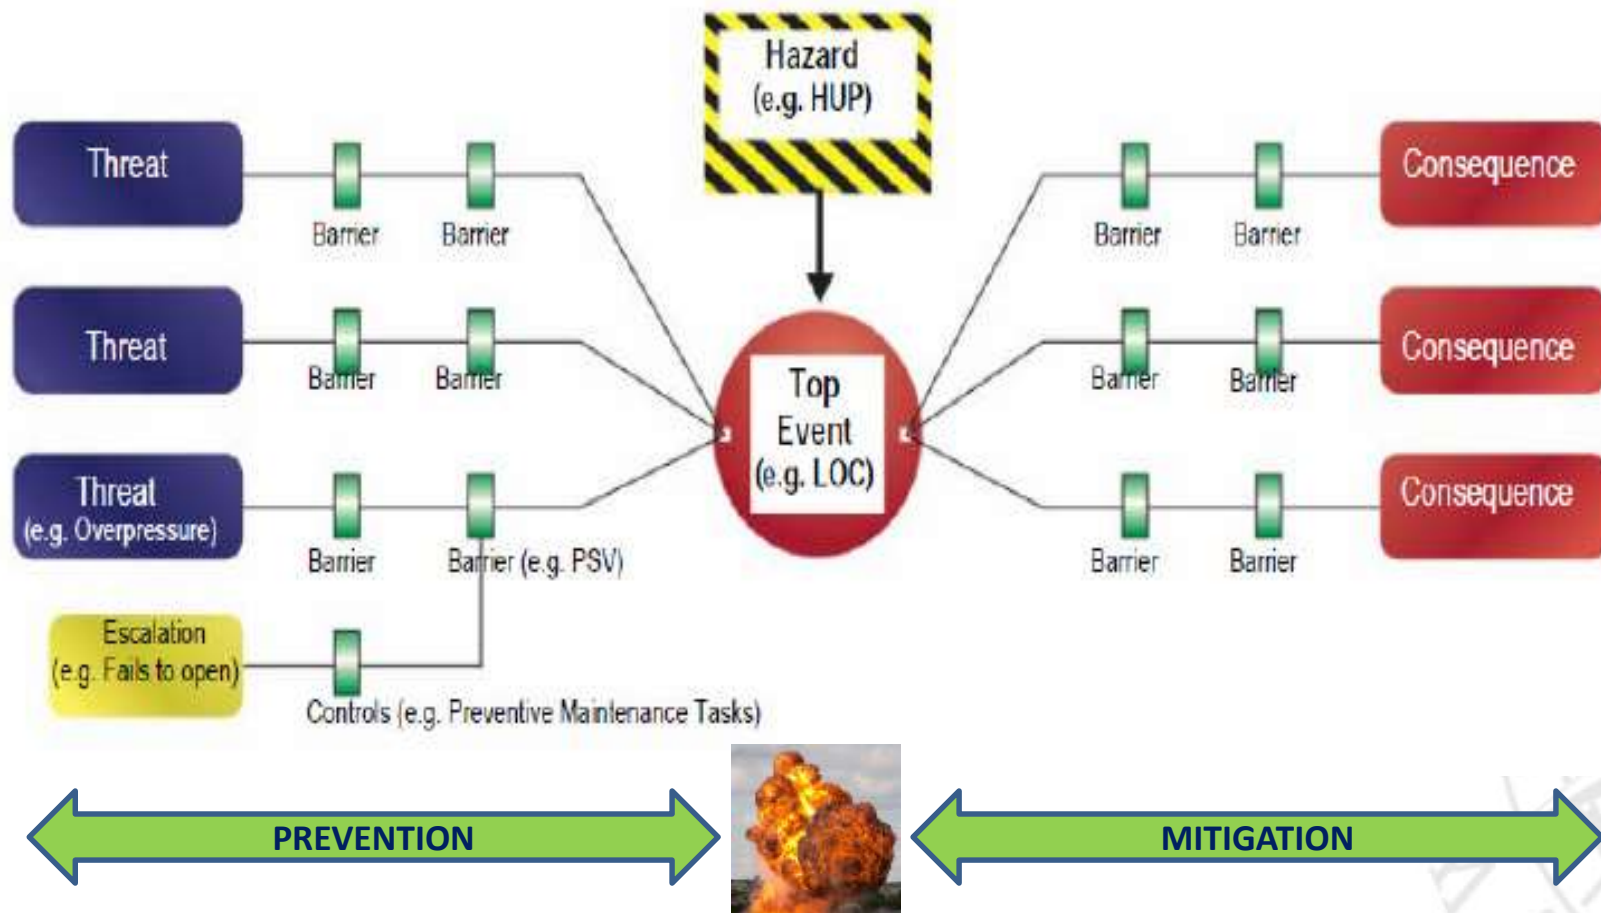 Hazard
(e.g. HUP)
Threat
Barrier
Barrier
Barrier
Barrier
Consequence
Threat
Barrier
Barrier
Top
Event
(e.g. LOC)
Barrier
Barrier
Consequence
Threat
(e.g. Overpressure)
Barrier
Barrier (e.g. PSV)
Barrier
Barrier
Consequence
Escalation
(e.g. Fails to open)
Controls (e.g. Preventive Maintenance Tasks)
PREVENTION
MITIGATION